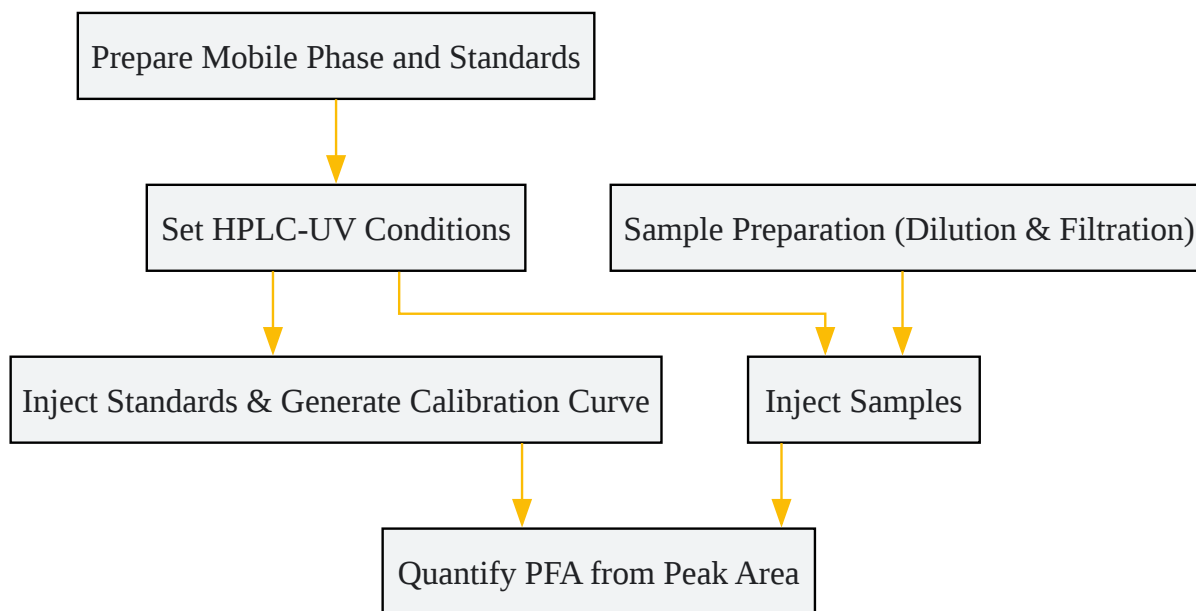 Prepare Mobile Phase and Standards
Set HPLC-UV Conditions
Sample Preparation (Dilution & Filtration)
Inject Standards & Generate Calibration Curve
Inject Samples
Quantify PFA from Peak Area